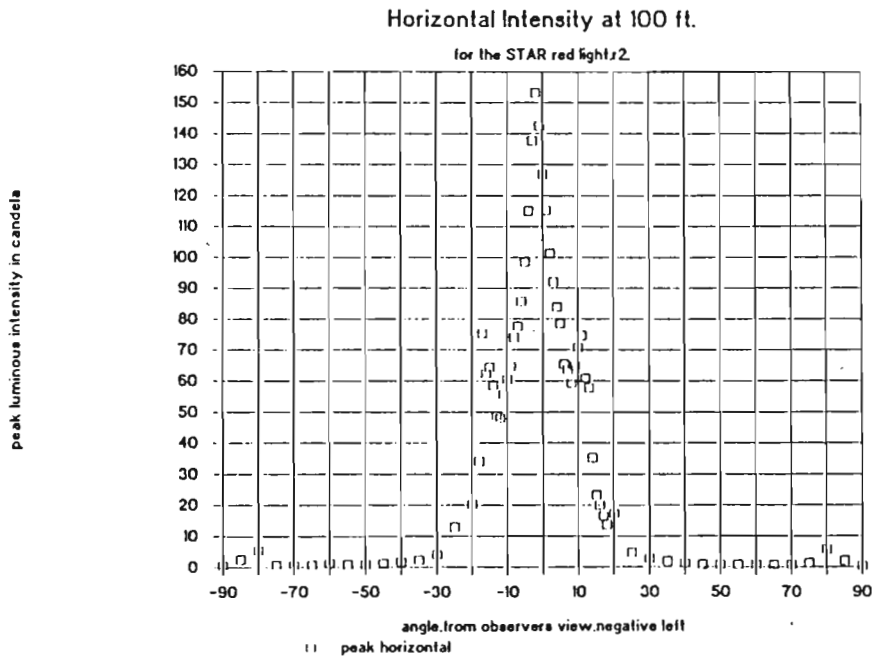 Horizontal Intensity at 100 ft.
for the STAR red light,r2
peak luminous intensity in candela
160
150
140
130
120
110
100
90
80
70
60
50
40
30
20
10
0
-90 -70 -50 -30 -10 10 30 50 70 90
angle,from observers view,negative left
peak horizontal